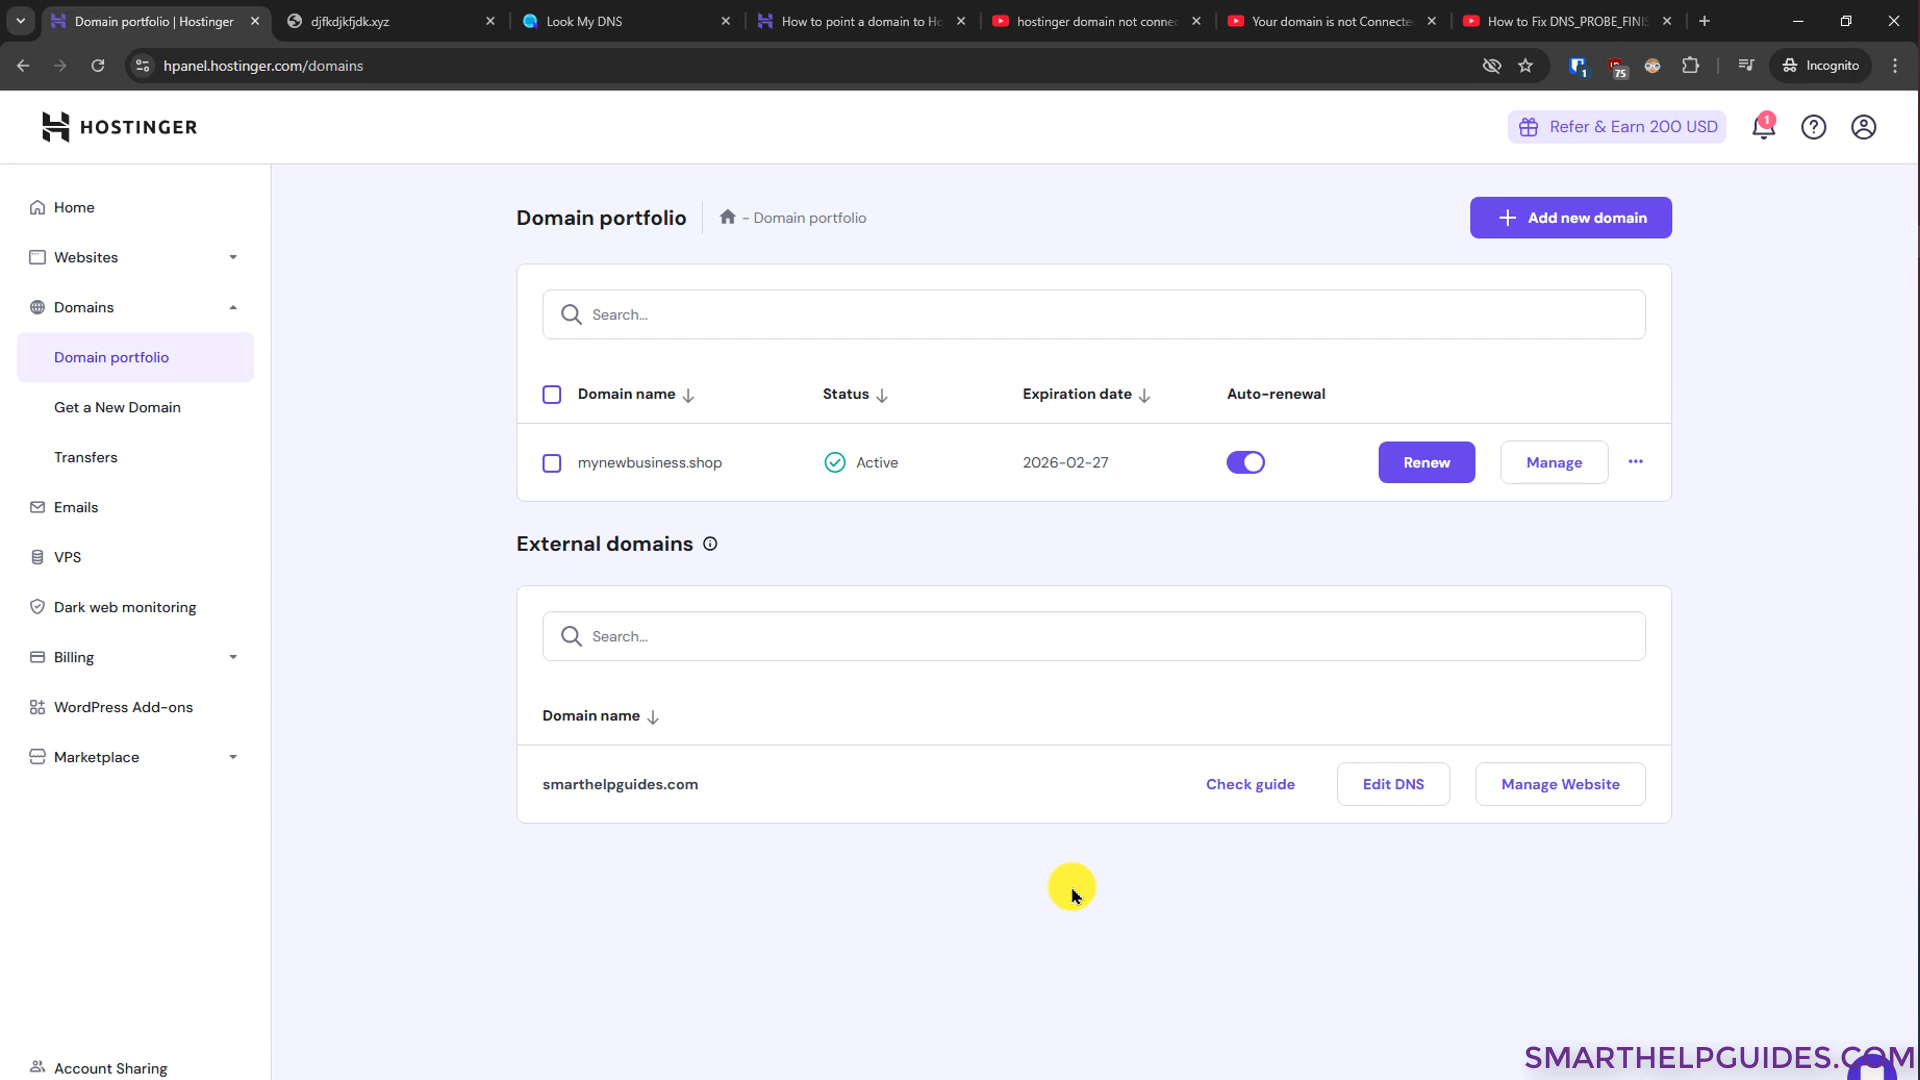 Domain portfolio | Hostinger
djfkdjkfjdk.xyz
Look My DNS
How to point a domain to Ho
hostinger domain not connec
Your domain is not Connecte
How to Fix DNS_PROBE_FINIS
hpanel.hostinger.com/domains
1
75
Incognito
HOSTINGER
Refer & Earn 200 USD
1
Home
Websites
Domains
Domain portfolio
Get a New Domain
Transfers
Emails
VPS
Dark web monitoring
Billing
WordPress Add-ons
Marketplace
Account Sharing
Domain portfolio
- Domain portfolio
+ Add new domain
Search...
Domain name Status Expiration date Auto-renewal
mynewbusiness.shop Active 2026-02-27 Renew Manage
External domains
Search...
Domain name
smarthelpguides.com Check guide Edit DNS Manage Website
SMARTHELPGUIDES.COM